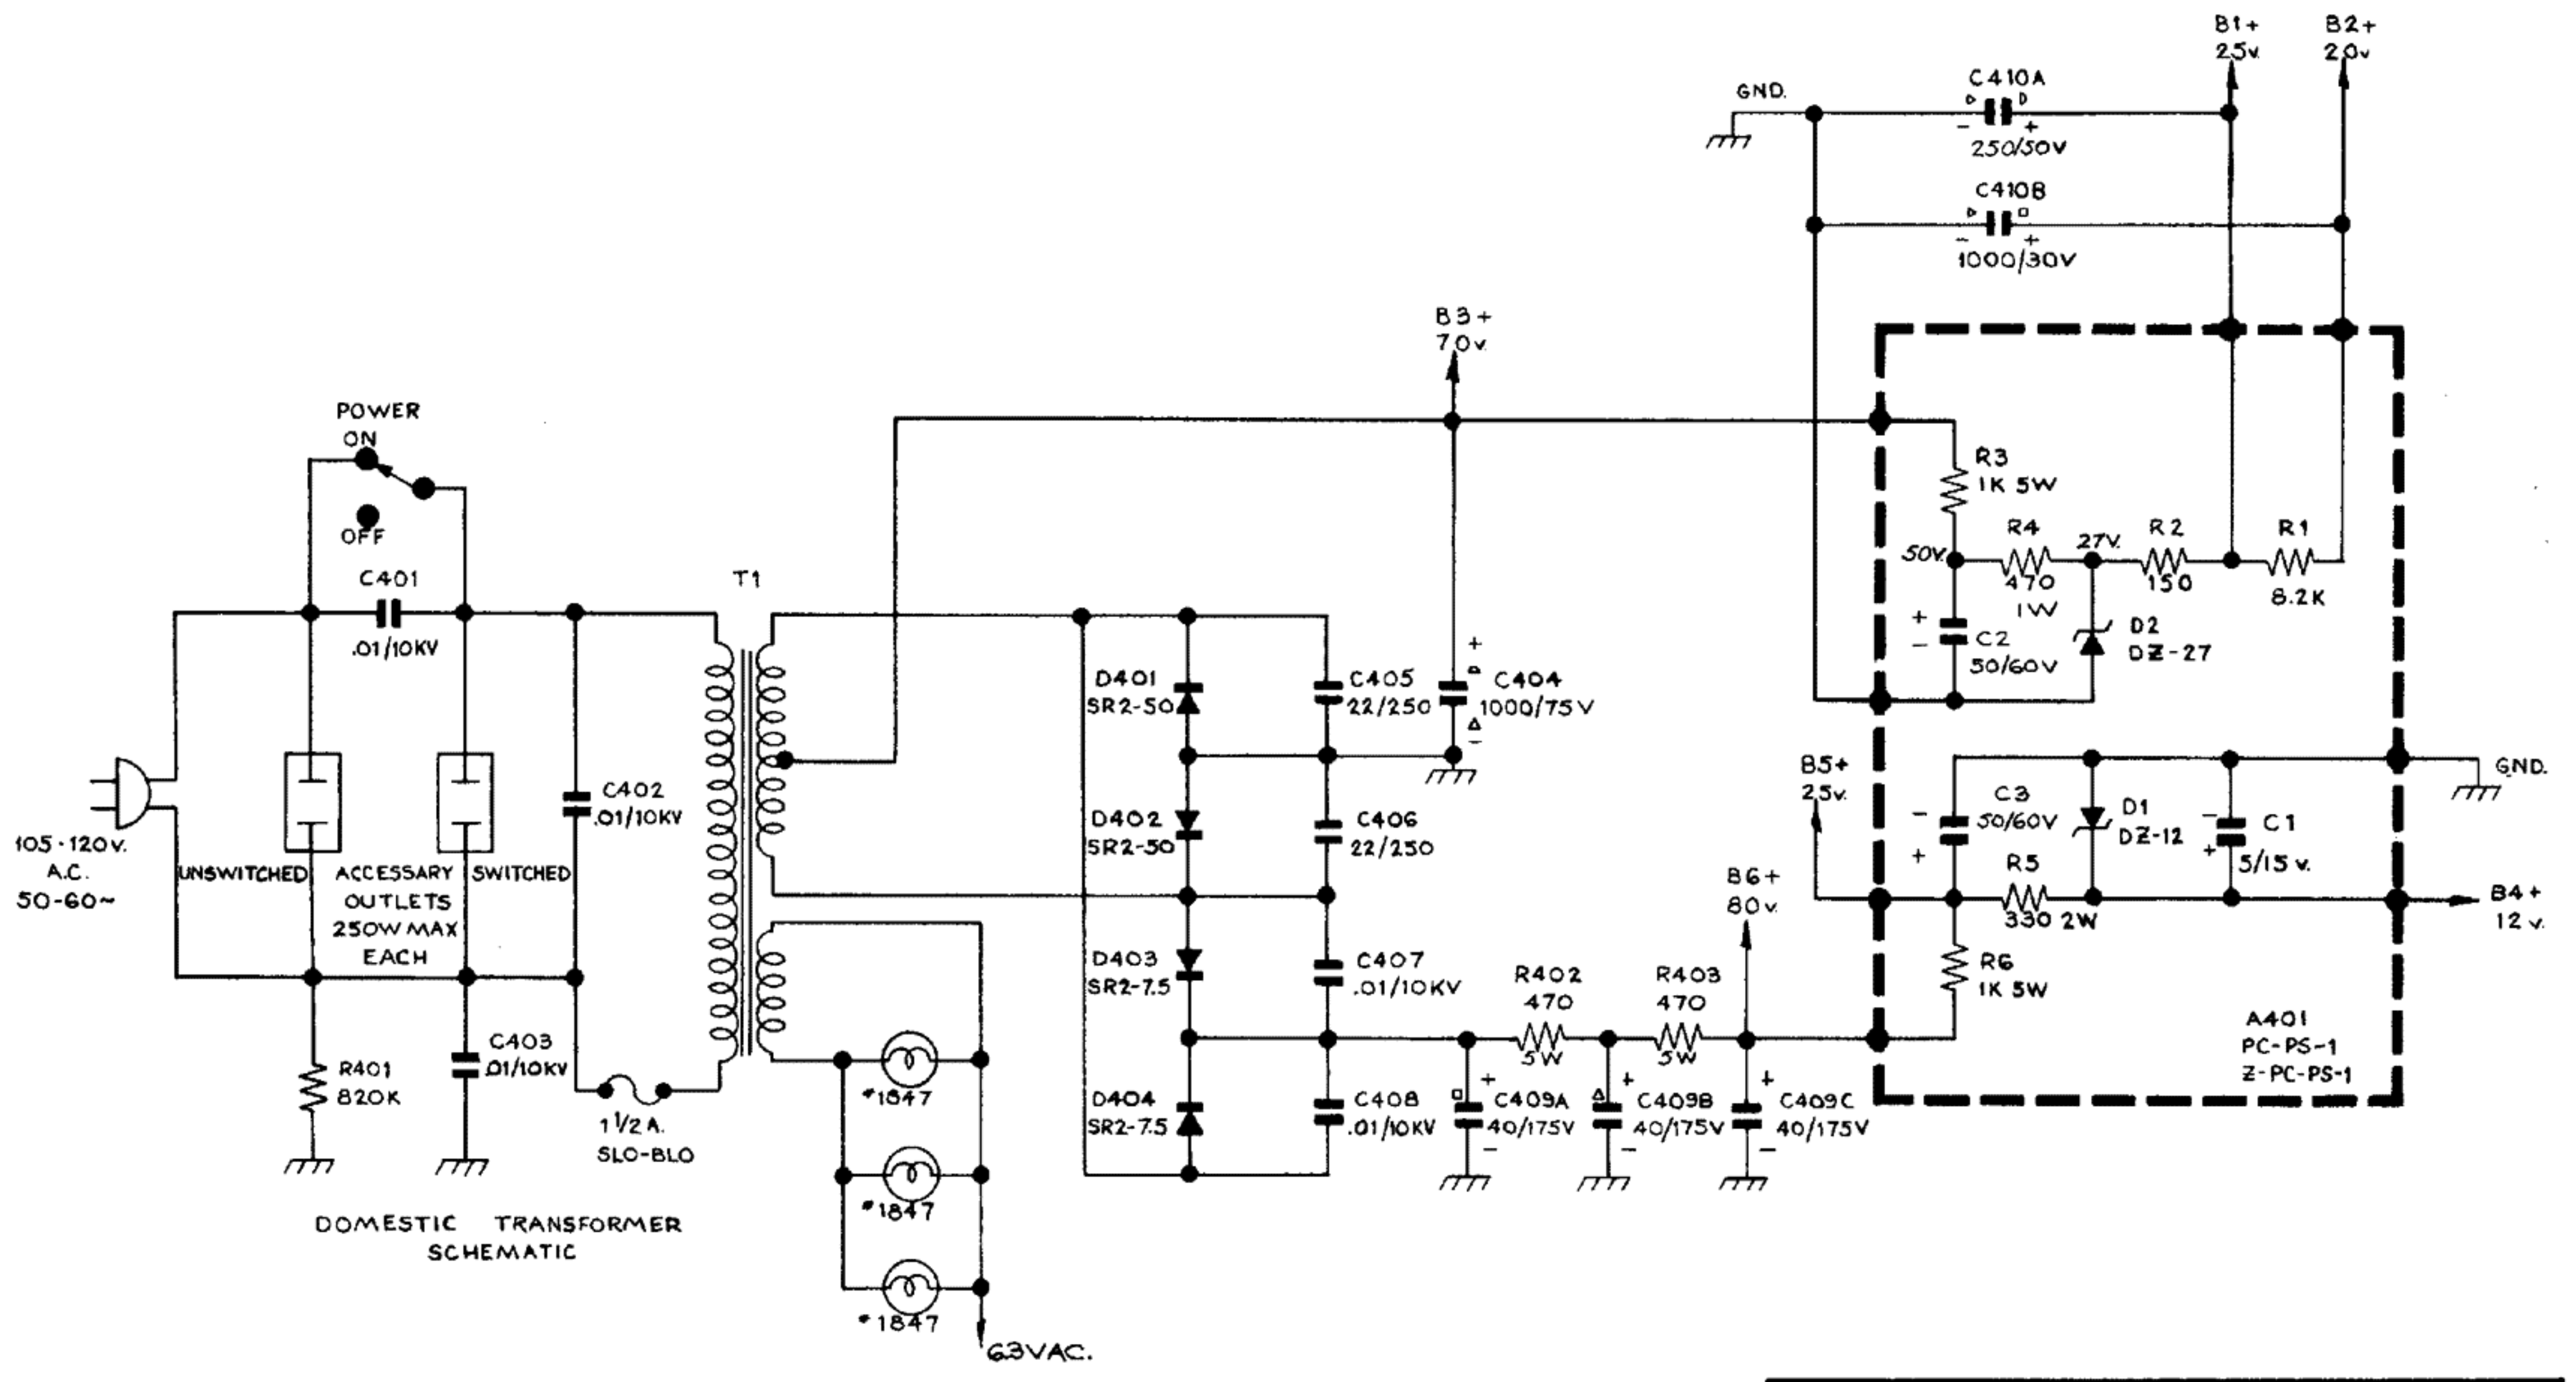 B1+
25v.
B2+
20v
GND.
C410A
- +
250/50V
C410B
- +
1000/30V
B3+
70v.
POWER
ON
OFF
C401
.01/10KV
T1
R3
1K 5W
50V.
R4
470
1W
27V.
R2
150
R1
8.2K
+
-
C2
50/60V
D2
DZ-27
D401
SR2-50
C405
22/250
+
C404
1000/75V
-
D402
SR2-50
C406
22/250
C402
.01/10KV
105-120V.
A.C.
50-60~
UNSWITCHED
ACCESSARY
OUTLETS
250W MAX
EACH
SWITCHED
B5+
25v.
-
C3
50/60V
+
D1
DZ-12
-
C1
+
5/15 v.
GND.
R5
330 2W
B4+
12 v.
B6+
80v.
R6
1K 5W
D403
SR2-7.5
C407
.01/10KV
R402
470
5W
R403
470
5W
A401
PC-PS-1
Z-PC-PS-1
R401
820K
C403
.01/10KV
1 1/2 A.
SLO-BLO
D404
SR2-7.5
C408
.01/10KV
+
C409A
40/175V
-
+
C409B
40/175V
-
+
C409C
40/175V
-
#1847
#1847
#1847
6.3VAC.
DOMESTIC TRANSFORMER
SCHEMATIC